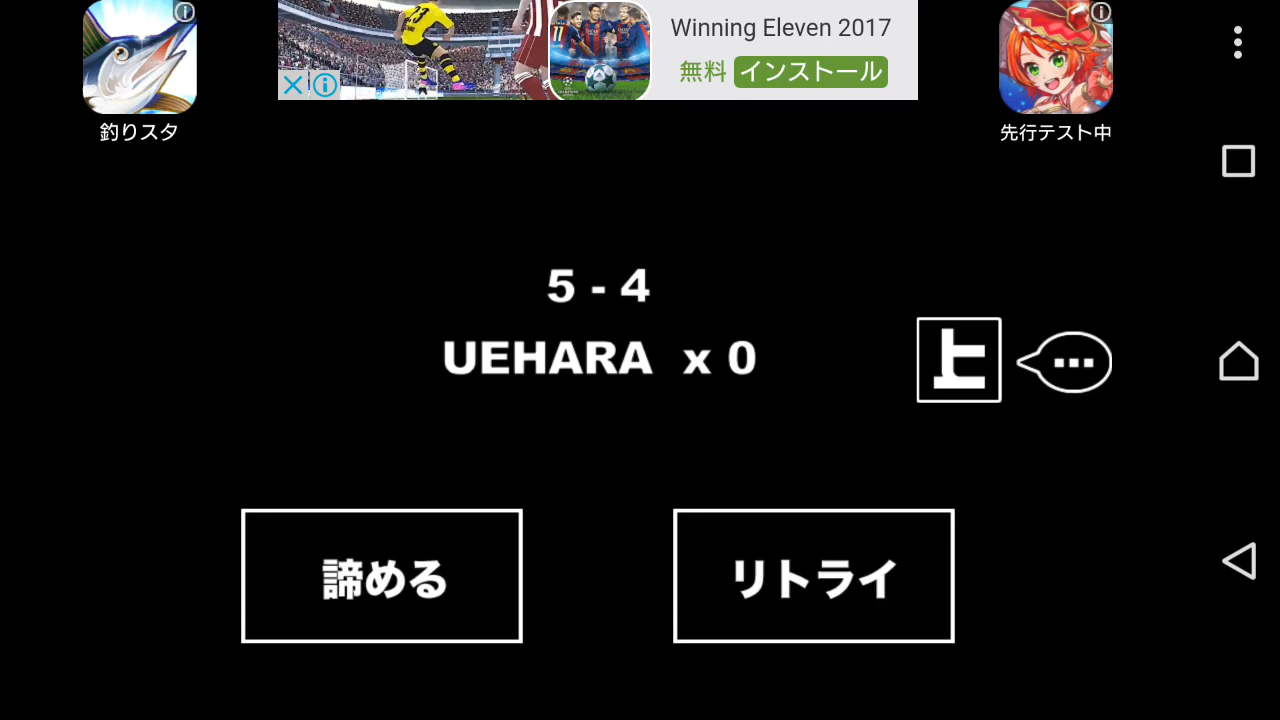 Winning Eleven 2017
無料 インストール
釣りスタ
先行テスト中
5 - 4
UEHARA x 0
上 ...
諦める
リトライ